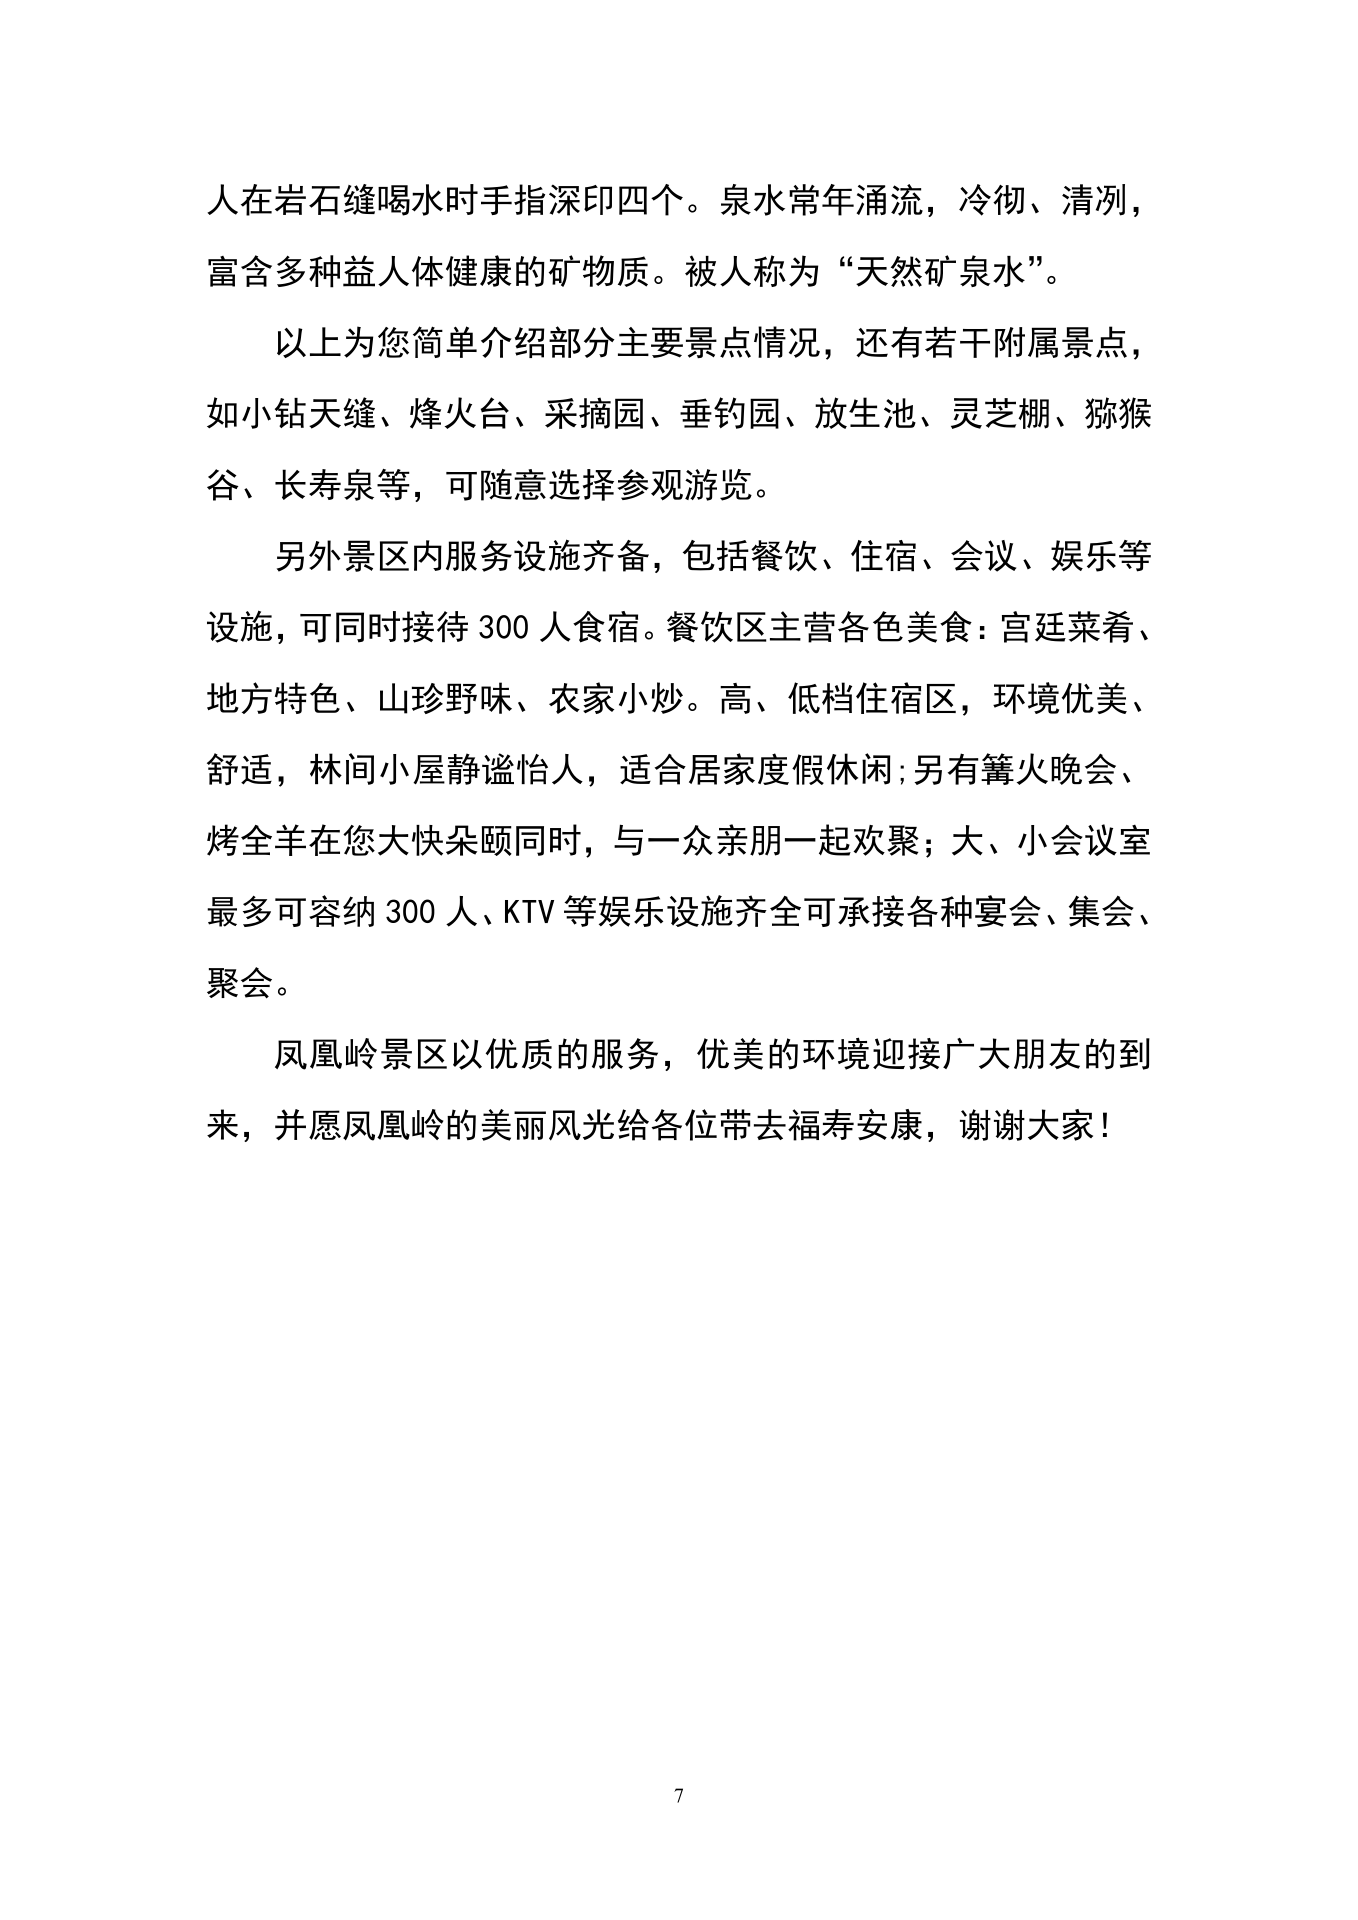 人在岩石缝喝水时手指深印四个。泉水常年涌流，冷彻、清冽，
富含多种益人体健康的矿物质。被人称为“天然矿泉水”。
以上为您简单介绍部分主要景点情况，还有若干附属景点，
如小钻天缝、烽火台、采摘园、垂钓园、放生池、灵芝棚、猕猴
谷、长寿泉等，可随意选择参观游览。
另外景区内服务设施齐备，包括餐饮、住宿、会议、娱乐等
设施，可同时接待 300 人食宿。餐饮区主营各色美食：宫廷菜肴、
地方特色、山珍野味、农家小炒。高、低档住宿区，环境优美、
舒适，林间小屋静谧怡人，适合居家度假休闲;另有篝火晚会、
烤全羊在您大快朵颐同时，与一众亲朋一起欢聚；大、小会议室
最多可容纳 300 人、KTV 等娱乐设施齐全可承接各种宴会、集会、
聚会。
凤凰岭景区以优质的服务，优美的环境迎接广大朋友的到
来，并愿凤凰岭的美丽风光给各位带去福寿安康，谢谢大家！
7